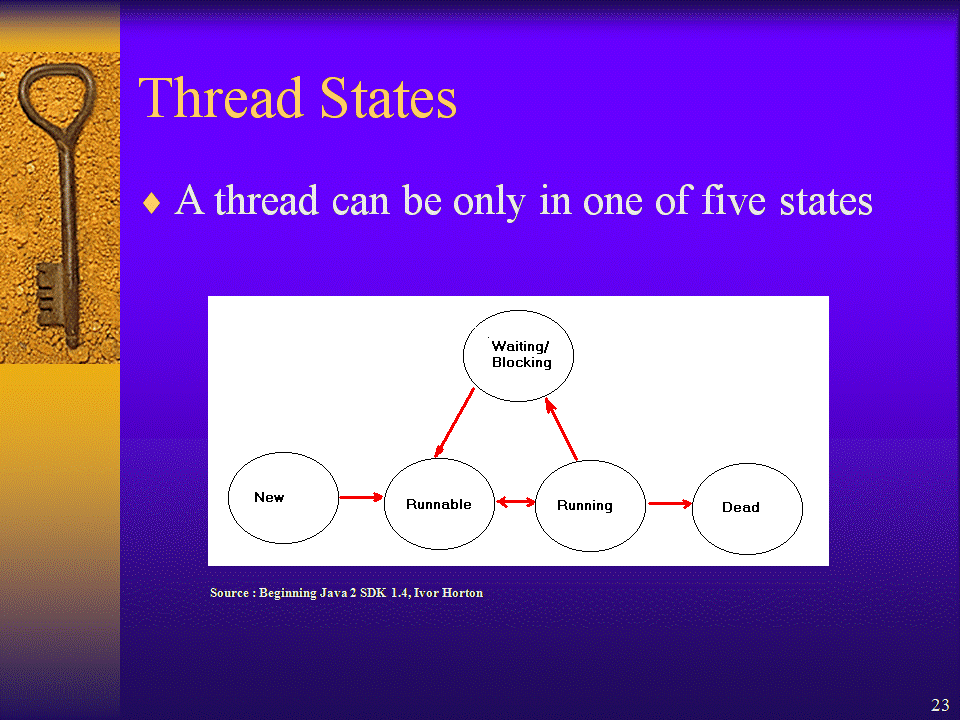 Thread States
A thread can be only in one of five states
Waiting/
Blocking
New
Runnable
Running
Dead
Source : Beginning Java 2 SDK 1.4, Ivor Horton
23